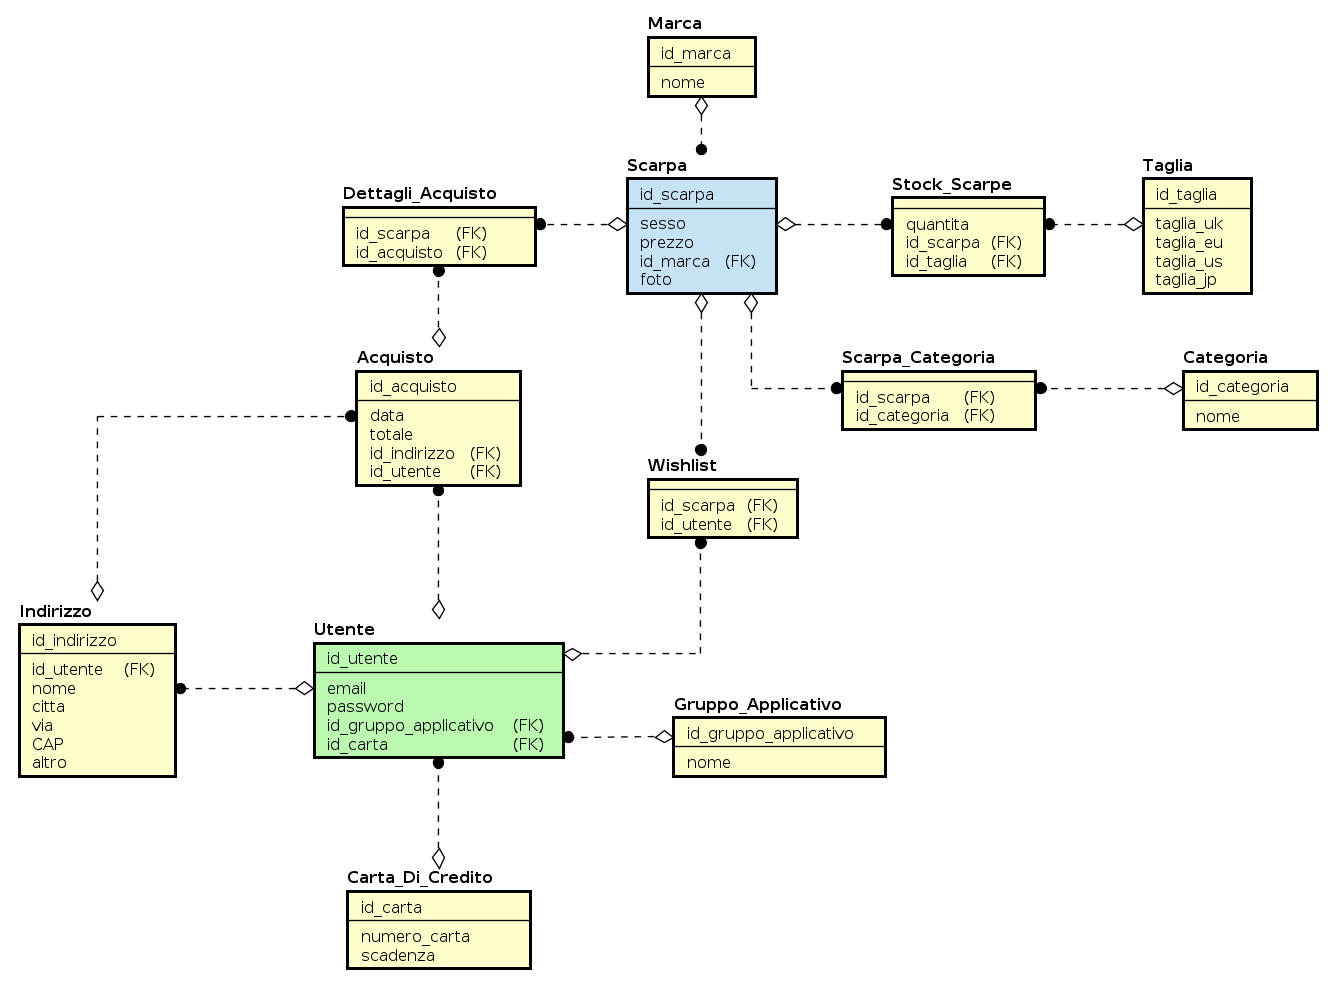 Marca
id_marca
nome
Scarpa
id_scarpa
sesso
prezzo
id_marca (FK)
foto
Dettagli_Acquisto
id_scarpa (FK)
id_acquisto (FK)
Stock_Scarpe
quantita
id_scarpa (FK)
id_taglia (FK)
Taglia
id_taglia
taglia_uk
taglia_eu
taglia_us
taglia_jp
Acquisto
id_acquisto
data
totale
id_indirizzo (FK)
id_utente (FK)
Scarpa_Categoria
id_scarpa (FK)
id_categoria (FK)
Categoria
id_categoria
nome
Wishlist
id_scarpa (FK)
id_utente (FK)
Indirizzo
id_indirizzo
id_utente (FK)
nome
citta
via
CAP
altro
Utente
id_utente
email
password
id_gruppo_applicativo (FK)
id_carta (FK)
Gruppo_Applicativo
id_gruppo_applicativo
nome
Carta_Di_Credito
id_carta
numero_carta
scadenza